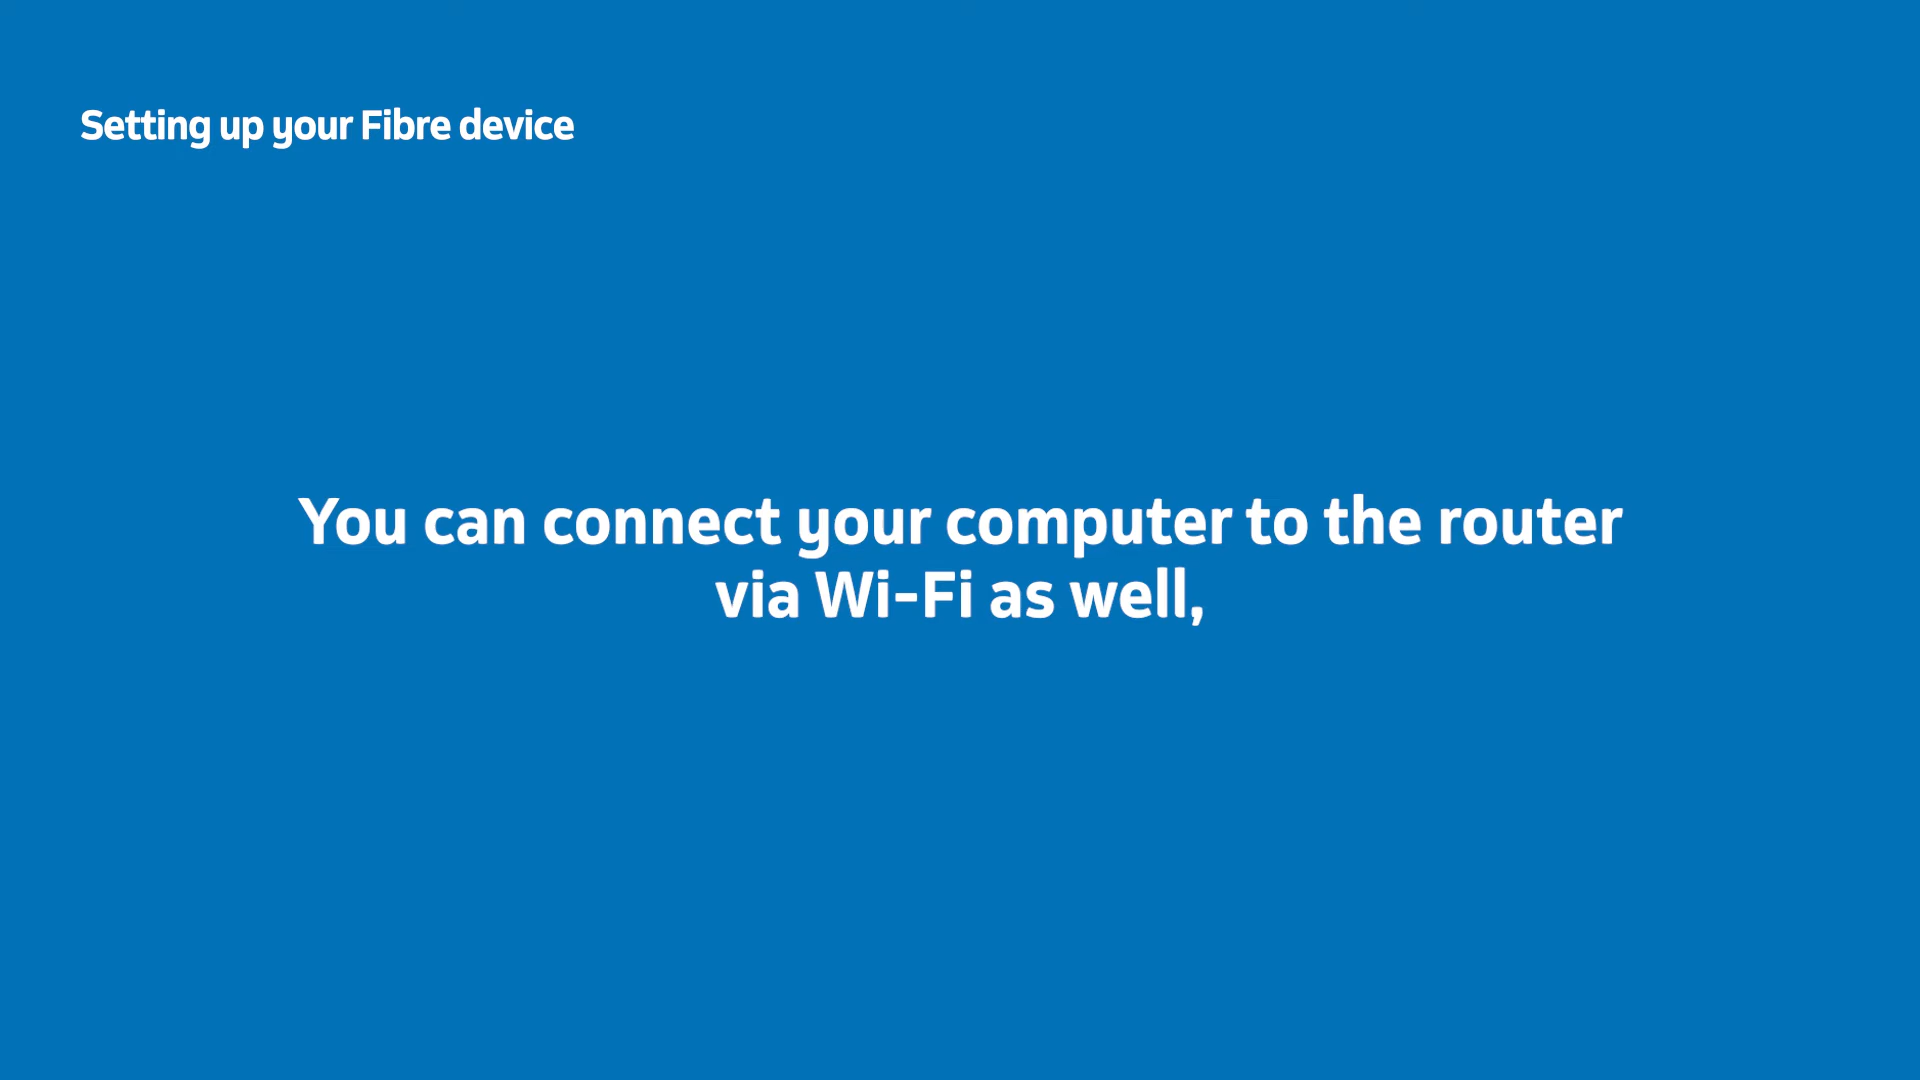 Setting up your Fibre device
You can connect your computer to the router
via Wi-Fi as well,